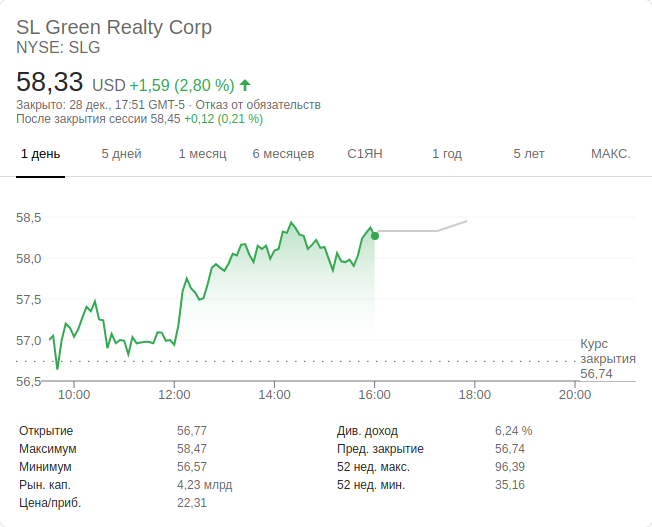 SL Green Realty Corp
NYSE: SLG
58,33 USD +1,59 (2,80 %)
Закрыто: 28 дек., 17:51 GMT-5 · Отказ от обязательств
После закрытия сессии 58,45 +0,12 (0,21 %)
1 день 5 дней 1 месяц 6 месяцев С1ЯН 1 год 5 лет МАКС.
58,5
58,0
57,5
57,0
Курс
закрытия
56,74
56,5
10:00 12:00 14:00 16:00 18:00 20:00
Открытие 56,77 Див. доход 6,24 %
Максимум 58,47 Пред. закрытие 56,74
Минимум 56,57 52 нед. макс. 96,39
Рын. кап. 4,23 млрд 52 нед. мин. 35,16
Цена/приб. 22,31